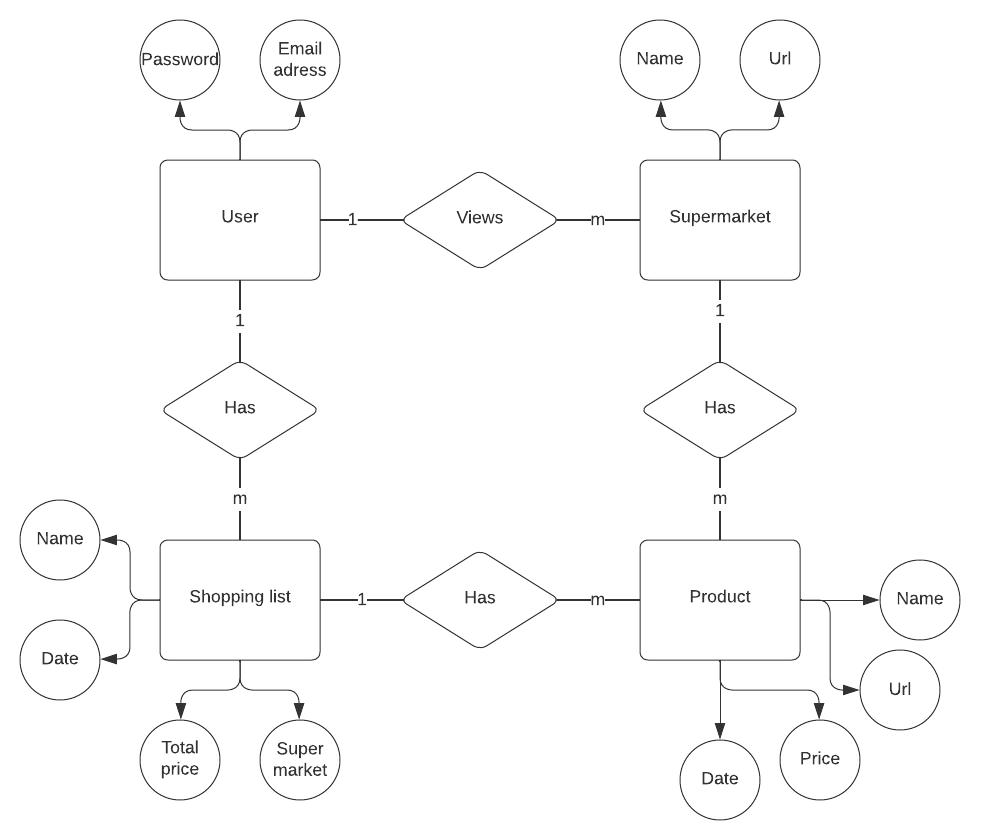 Password
Email
adress
Name
Url
User
1
Views
m
Supermarket
1
1
Has
Has
m
m
Name
Shopping list
1
Has
m
Product
Name
Date
Url
Total
price
Super
market
Date
Price